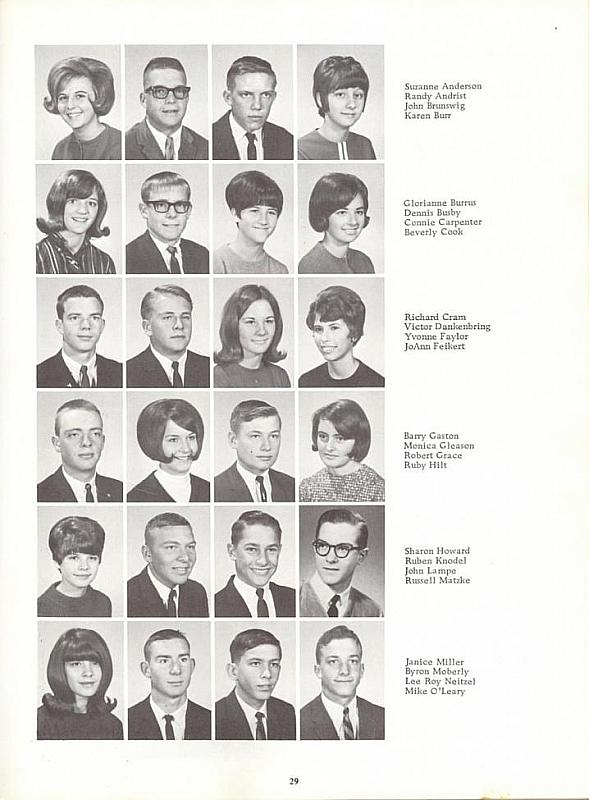 Suzanne Anderson
Randy Andrist
John Brunswig
Karen Burr
Glorianne Burrus
Dennis Busby
Connie Carpenter
Beverly Cook
Richard Cram
Victor Dankenbring
Yvonne Faylor
JoAnn Feikert
Barry Gaston
Monica Gleason
Robert Grace
Ruby Hilt
Sharon Howard
Ruben Knodel
John Lampe
Russell Matzke
Janice Miller
Byron Moberly
Lee Roy Neitzel
Mike O'Leary
29